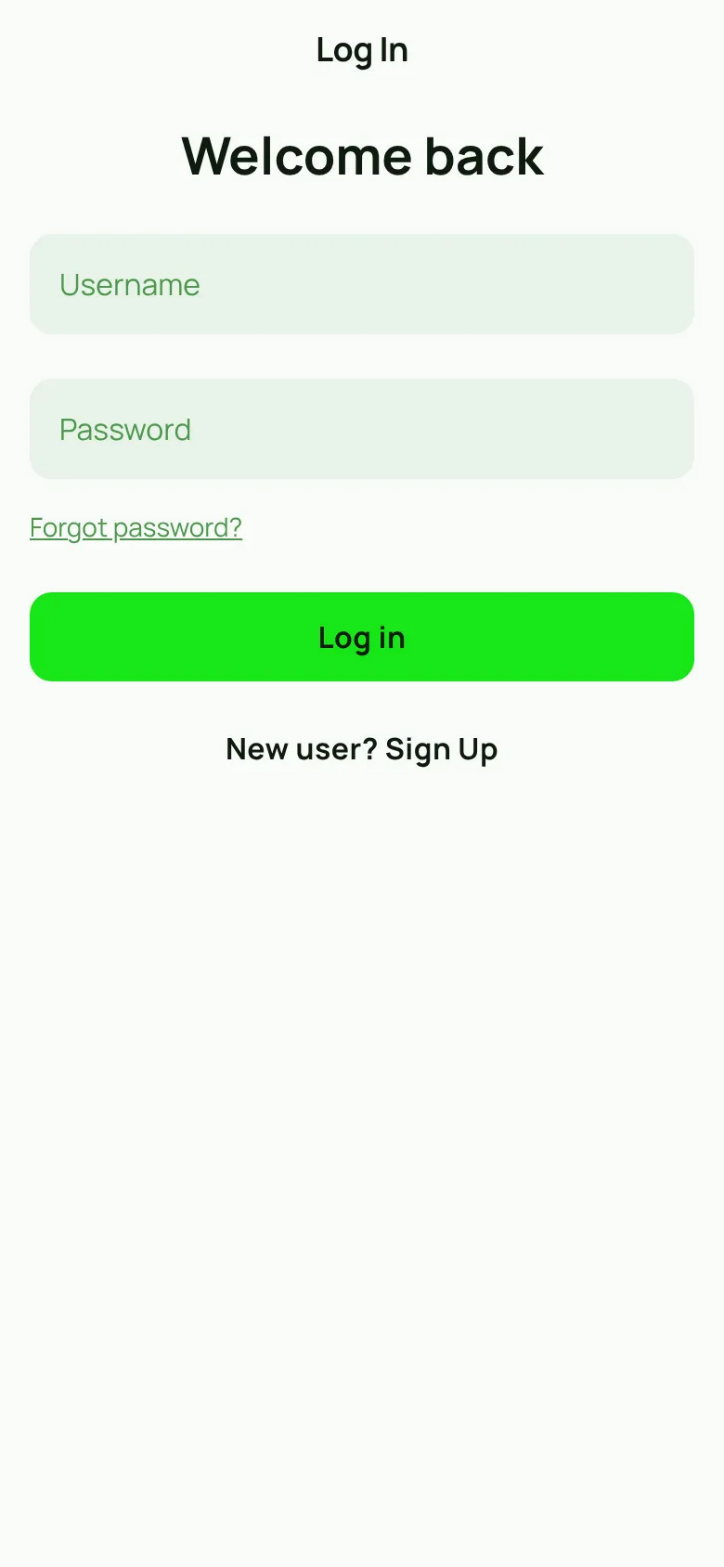 Log In
Welcome back
Username
Password
Forgot password?
Log in
New user? Sign Up